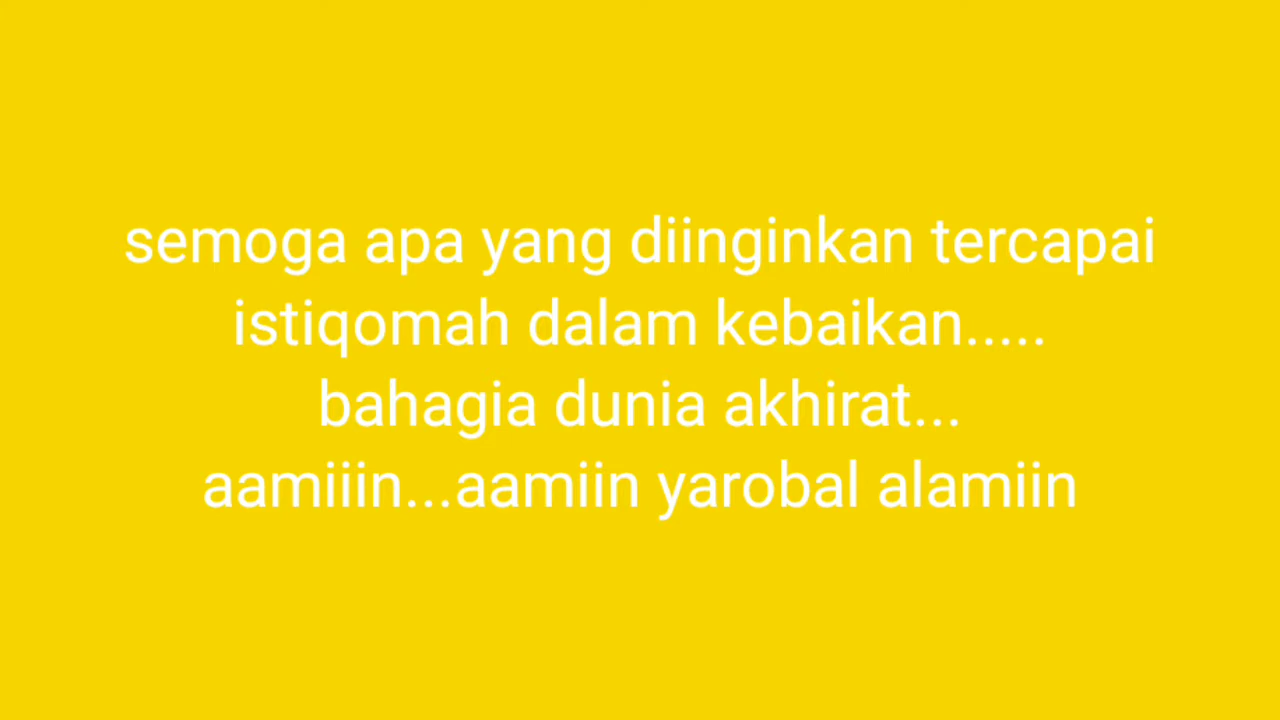 semoga apa yang diinginkan tercapai
istiqomah dalam kebaikan.....
bahagia dunia akhirat...
aamiiin...aamiin yarobal alamiin